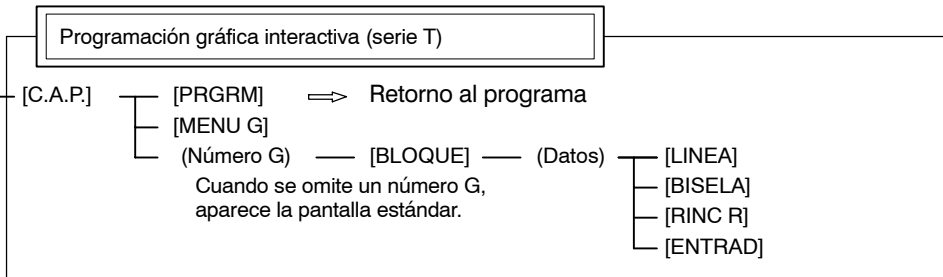 Programación gráfica interactiva (serie T)
[C.A.P.] [PRGRM] Retorno al programa
[MENU G]
(Número G) [BLOQUE] (Datos) [LINEA]
Cuando se omite un número G, [BISELA]
aparece la pantalla estándar. [RINC R]
[ENTRAD]